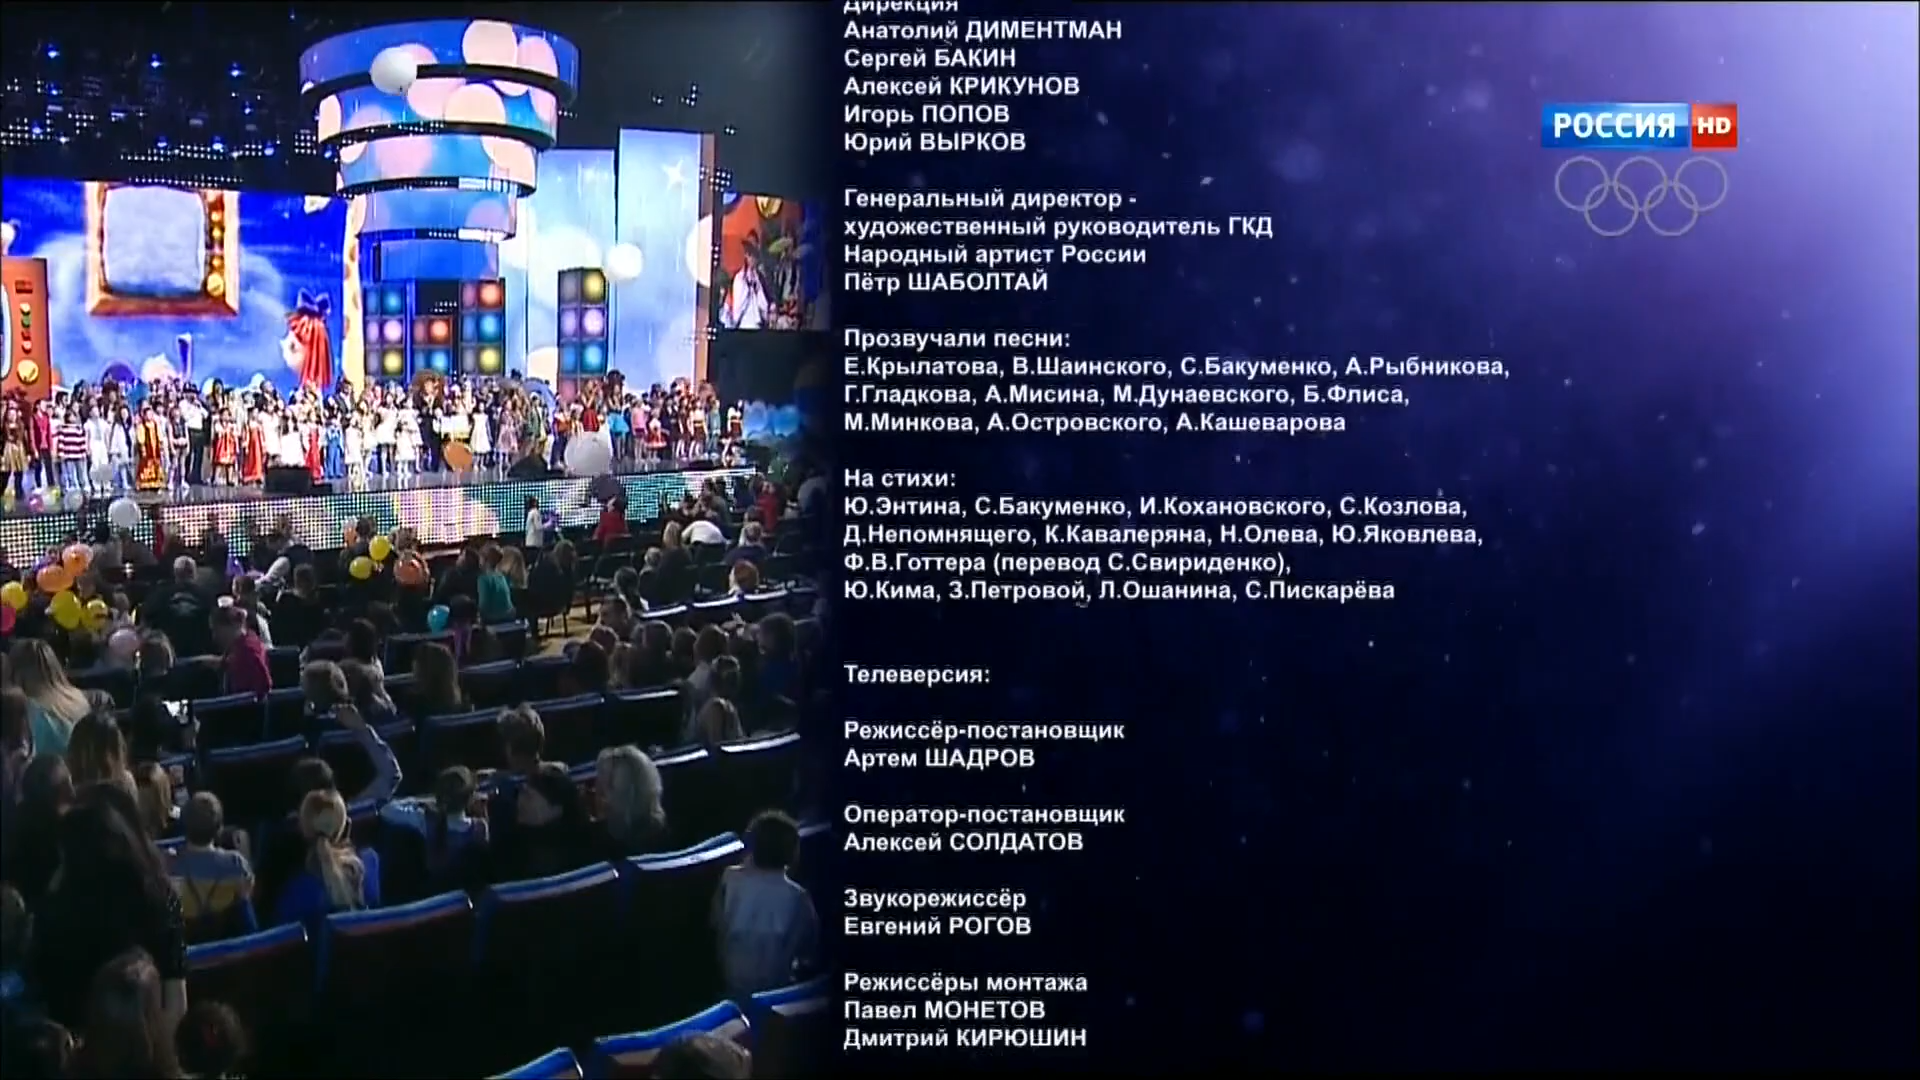 Дирекция
Анатолий ДИМЕНТМАН
Сергей БАКИН
Алексей КРИКУНОВ
Игорь ПОПОВ
Юрий ВЫРКОВ
РОССИЯ HD
Генеральный директор -
художественный руководитель ГКД
Народный артист России
Пётр ШАБОЛТАЙ
Прозвучали песни:
Е.Крылатова, В.Шаинского, С.Бакуменко, А.Рыбникова,
Г.Гладкова, А.Мисина, М.Дунаевского, Б.Флиса,
М.Минкова, А.Островского, А.Кашеварова
На стихи:
Ю.Энтина, С.Бакуменко, И.Кохановского, С.Козлова,
Д.Непомнящего, К.Кавалеряна, Н.Олева, Ю.Яковлева,
Ф.В.Готтера (перевод С.Свириденко),
Ю.Кима, З.Петровой, Л.Ошанина, С.Пискарёва
Телеверсия:
Режиссёр-постановщик
Артем ШАДРОВ
Оператор-постановщик
Алексей СОЛДАТОВ
Звукорежиссёр
Евгений РОГОВ
Режиссёры монтажа
Павел МОНЕТОВ
Дмитрий КИРЮШИН